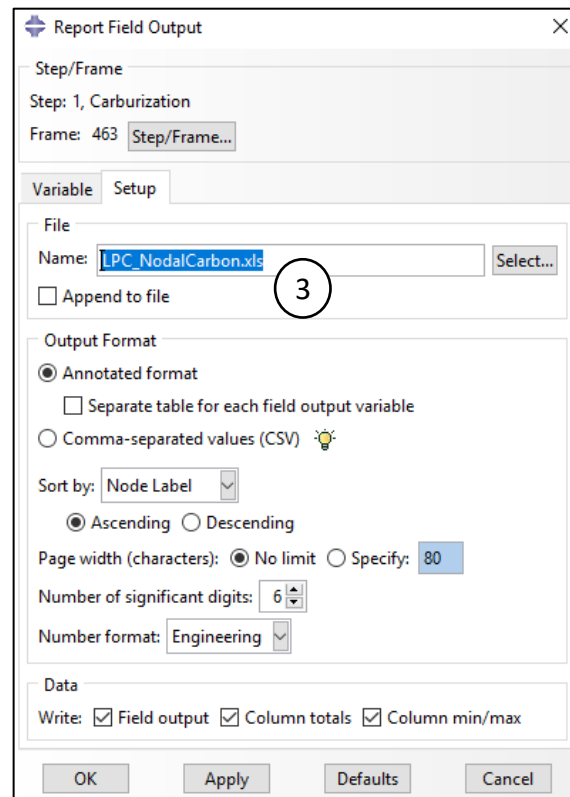 Report Field Output
Step/Frame
Step: 1, Carburization
Frame: 463 Step/Frame...
Variable Setup
File
Name: LPC_NodalCarbon.xls Select...
Append to file 3
Output Format
Annotated format
Separate table for each field output variable
Comma-separated values (CSV)
Sort by: Node Label
Ascending Descending
Page width (characters): No limit Specify: 80
Number of significant digits: 6
Number format: Engineering
Data
Write: Field output Column totals Column min/max
OK Apply Defaults Cancel